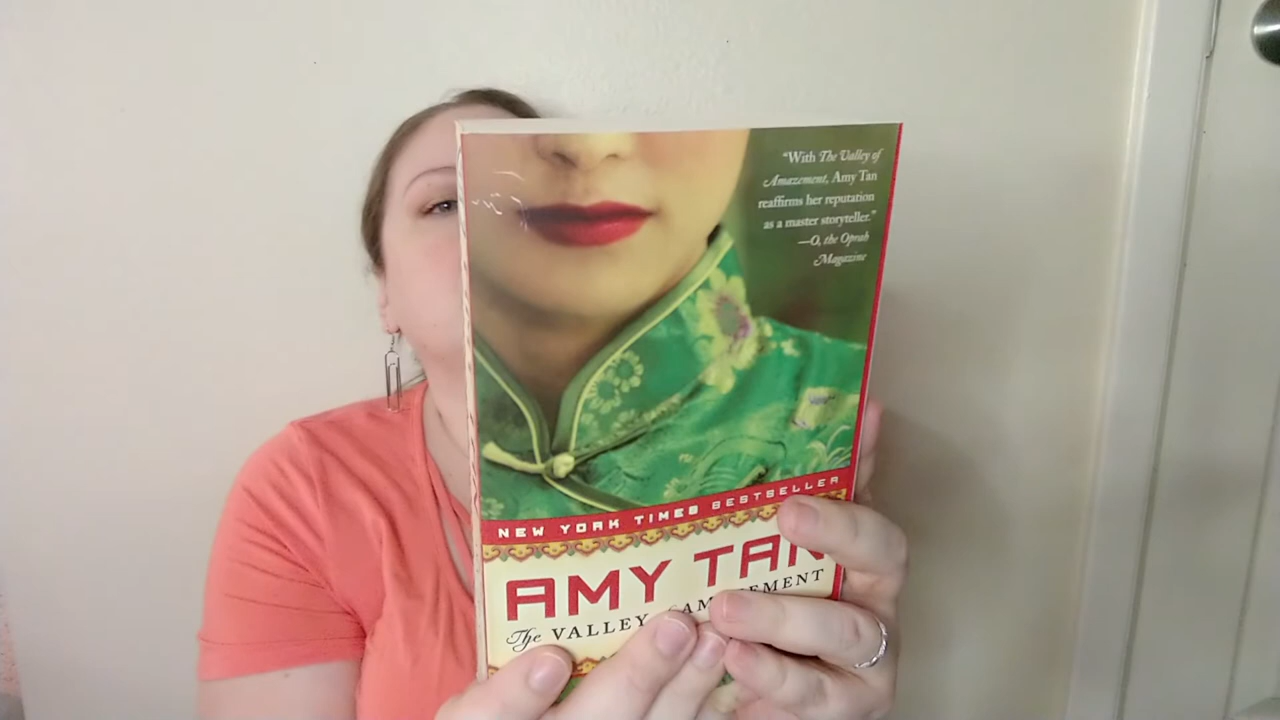 “With The Valley of
Amazement, Amy Tan
reaffirms her reputation
as a master storyteller.”
—O, the Oprah
Magazine
NEW YORK TIMES BESTSELLER
AMY TAN
The VALLEY of AMAZEMENT